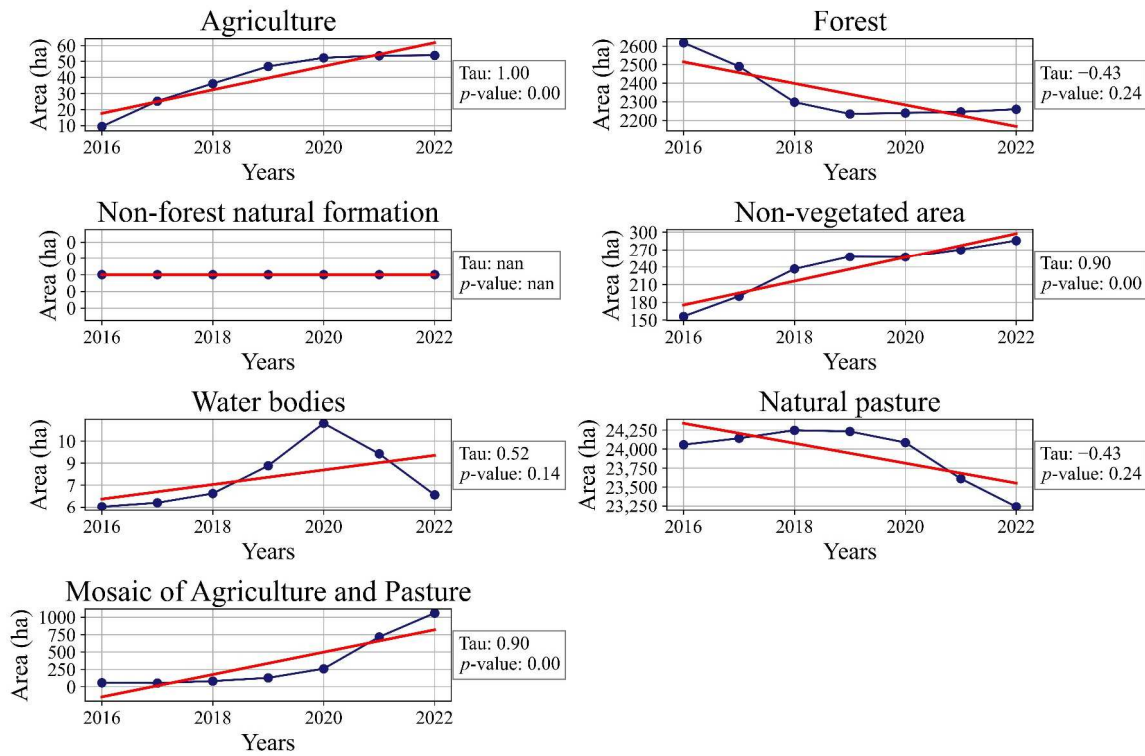 Agriculture
Area (ha)
60
50
40
30
20
10
2016
2018
2020
2022
Years
Tau: 1.00
p-value: 0.00
Forest
Area (ha)
2600
2500
2400
2300
2200
2016
2018
2020
2022
Years
Tau: −0.43
p-value: 0.24
Non-forest natural formation
Area (ha)
0
0
0
0
0
2016
2018
2020
2022
Years
Tau: nan
p-value: nan
Non-vegetated area
Area (ha)
300
270
240
210
180
150
2016
2018
2020
2022
Years
Tau: 0.90
p-value: 0.00
Water bodies
Area (ha)
10
9
7
6
2016
2018
2020
2022
Years
Tau: 0.52
p-value: 0.14
Natural pasture
Area (ha)
24,250
24,000
23,750
23,500
23,250
2016
2018
2020
2022
Years
Tau: −0.43
p-value: 0.24
Mosaic of Agriculture and Pasture
Area (ha)
1000
750
500
250
0
2016
2018
2020
2022
Years
Tau: 0.90
p-value: 0.00